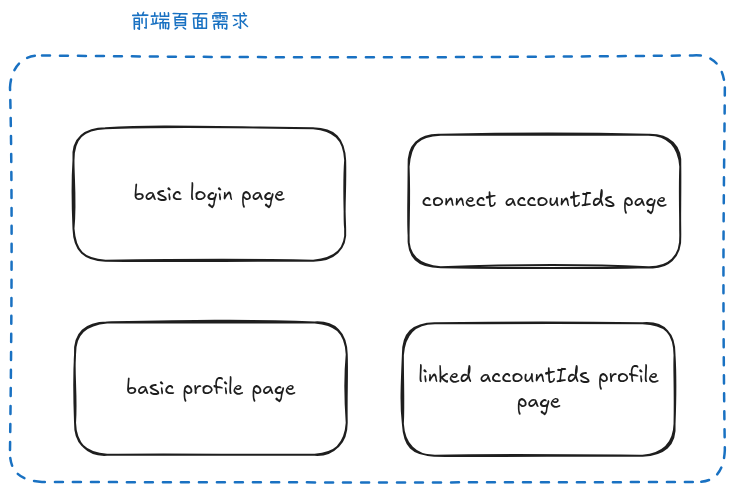 前端頁面需求
basic login page
connect accountIds page
basic profile page
linked accountIds profile
page